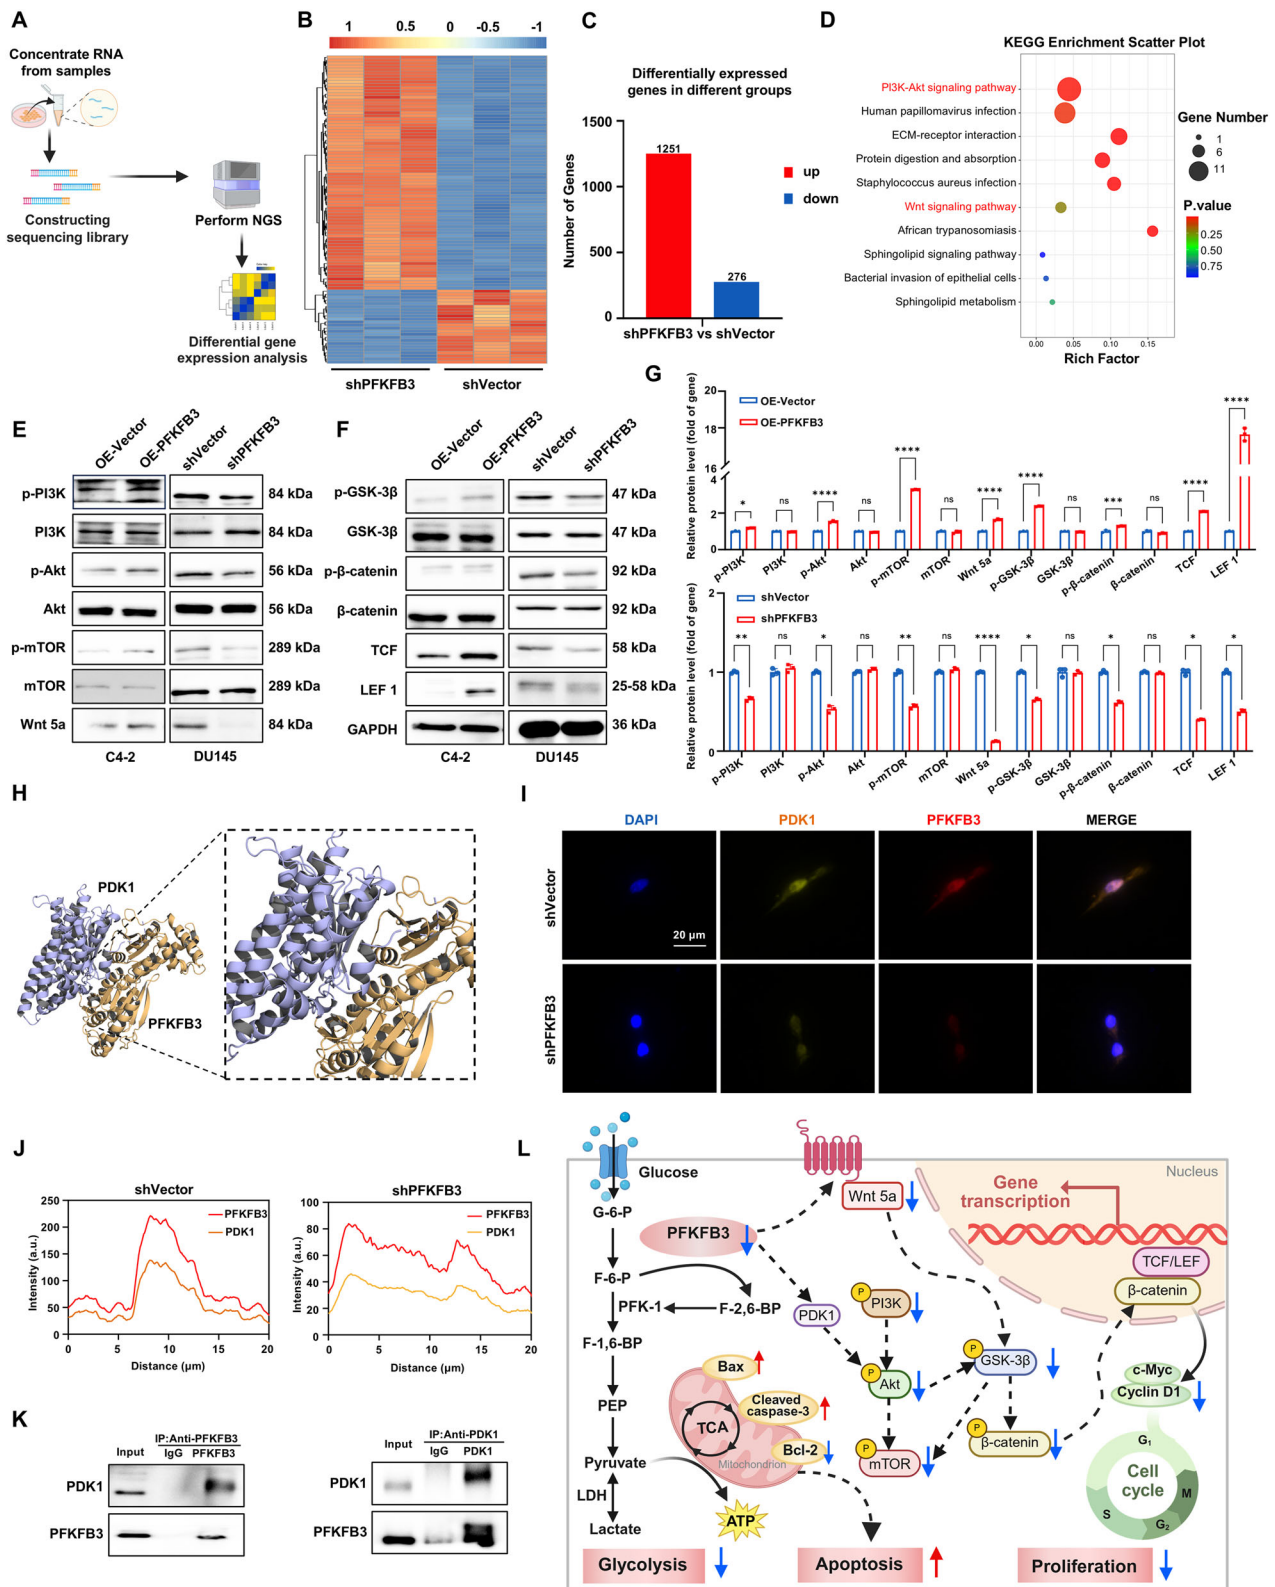 A
Concentrate RNA
from samples
Constructing
sequencing library
Perform NGS
Differential gene
expression analysis
B
1 0.5 0 -0.5 -1
shPFKFB3 shVector
C
Differentially expressed
genes in different groups
Number of Genes
1500
1000
500
0
1251
276
up
down
shPFKFB3 vs shVector
D
KEGG Enrichment Scatter Plot
PI3K-Akt signaling pathway
Human papillomavirus infection
ECM-receptor interaction
Protein digestion and absorption
Staphylococcus aureus infection
Wnt signaling pathway
African trypanosomiasis
Sphingolipid signaling pathway
Bacterial invasion of epithelial cells
Sphingolipid metabolism
0.00 0.05 0.10 0.15
Rich Factor
Gene Number
1
6
11
P.value
0.25
0.50
0.75
E
OE-Vector OE-PFKFB3 shVector shPFKFB3
p-PI3K 84 kDa
PI3K 84 kDa
p-Akt 56 kDa
Akt 56 kDa
p-mTOR 289 kDa
mTOR 289 kDa
Wnt 5a 84 kDa
C4-2 DU145
F
OE-Vector OE-PFKFB3 shVector shPFKFB3
p-GSK-3β 47 kDa
GSK-3β 47 kDa
p-β-catenin 92 kDa
β-catenin 92 kDa
TCF 58 kDa
LEF 1 25-58 kDa
GAPDH 36 kDa
C4-2 DU145
G
Relative protein level (fold of gene)
20
18
16
4
2
0
OE-Vector
OE-PFKFB3
* ns **** ns **** ns **** **** ns *** ns **** ****
p-PI3K PI3K p-Akt Akt p-mTOR mTOR Wnt 5a p-GSK-3β GSK-3β p-β-catenin β-catenin TCF LEF 1
Relative protein level (fold of gene)
2
1
0
shVector
shPFKFB3
** ns * ns ** ns **** * ns * ns * *
p-PI3K PI3K p-Akt Akt p-mTOR mTOR Wnt 5a p-GSK-3β GSK-3β p-β-catenin β-catenin TCF LEF 1
H
PDK1
PFKFB3
I
DAPI PDK1 PFKFB3 MERGE
shVector
20 μm
shPFKFB3
J
shVector
Intensity (a.u.)
250
200
150
100
50
0
PFKFB3
PDK1
0 5 10 15 20
Distance (μm)
shPFKFB3
Intensity (a.u.)
100
80
60
40
20
0
PFKFB3
PDK1
0 5 10 15 20
Distance (μm)
K
IP:Anti-PFKFB3
Input IgG PFKFB3
PDK1
PFKFB3
IP:Anti-PDK1
Input IgG PDK1
PDK1
PFKFB3
L
Glucose
G-6-P
F-6-P
PFK-1
F-2,6-BP
F-1,6-BP
PEP
Pyruvate
LDH
Lactate
ATP
PFKFB3
Wnt 5a
PDK1
P
PI3K
P
Akt
P
mTOR
P
GSK-3β
P
β-catenin
Bax
Cleaved
caspase-3
Bcl-2
TCA
Mitochondrion
Nucleus
Gene
transcription
TCF/LEF
P
β-catenin
c-Myc
Cyclin D1
G₁
Cell
cycle
M
S
G₂
Glycolysis
Apoptosis
Proliferation